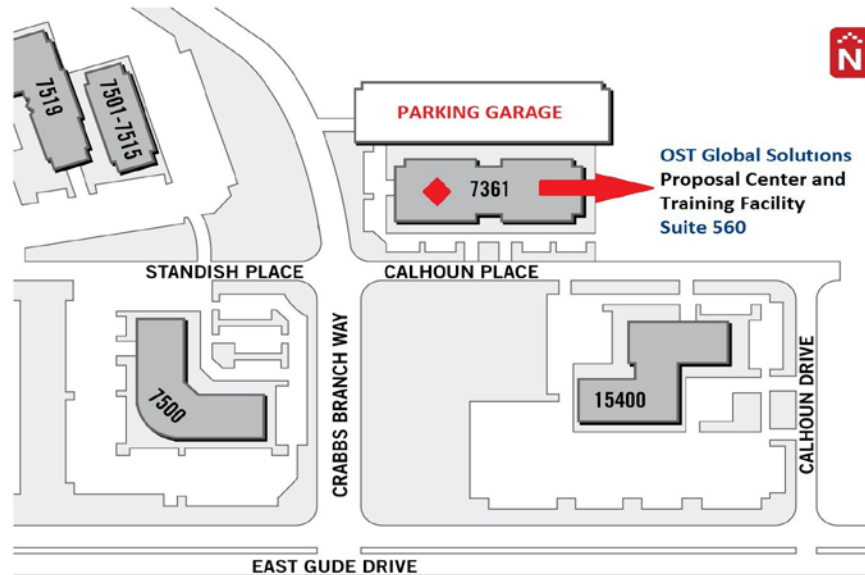 N
7519
7501-7515
PARKING GARAGE
7361
OST Global Solutions
Proposal Center and
Training Facility
Suite 560
STANDISH PLACE
CALHOUN PLACE
CRABBS BRANCH WAY
7500
15400
CALHOUN DRIVE
EAST GUDE DRIVE